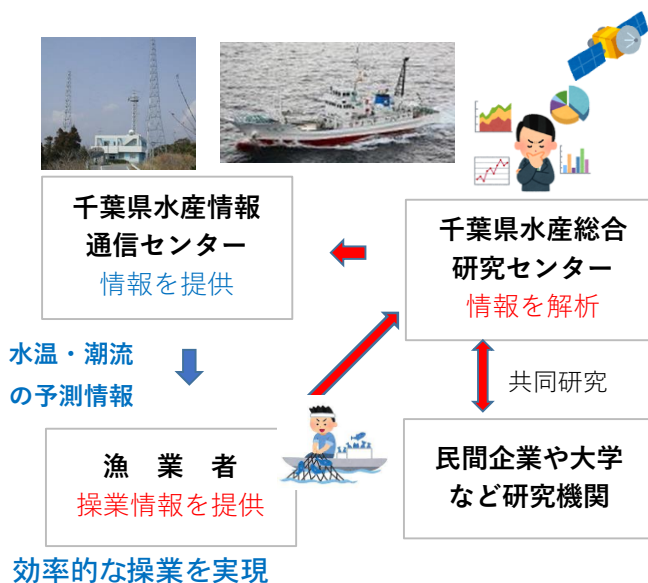 千葉県水産情報
通信センター
情報を提供
千葉県水産総合
研究センター
情報を解析
水温・潮流
の予測情報
共同研究
漁　業　者
操業情報を提供
民間企業や大学
など研究機関
効率的な操業を実現